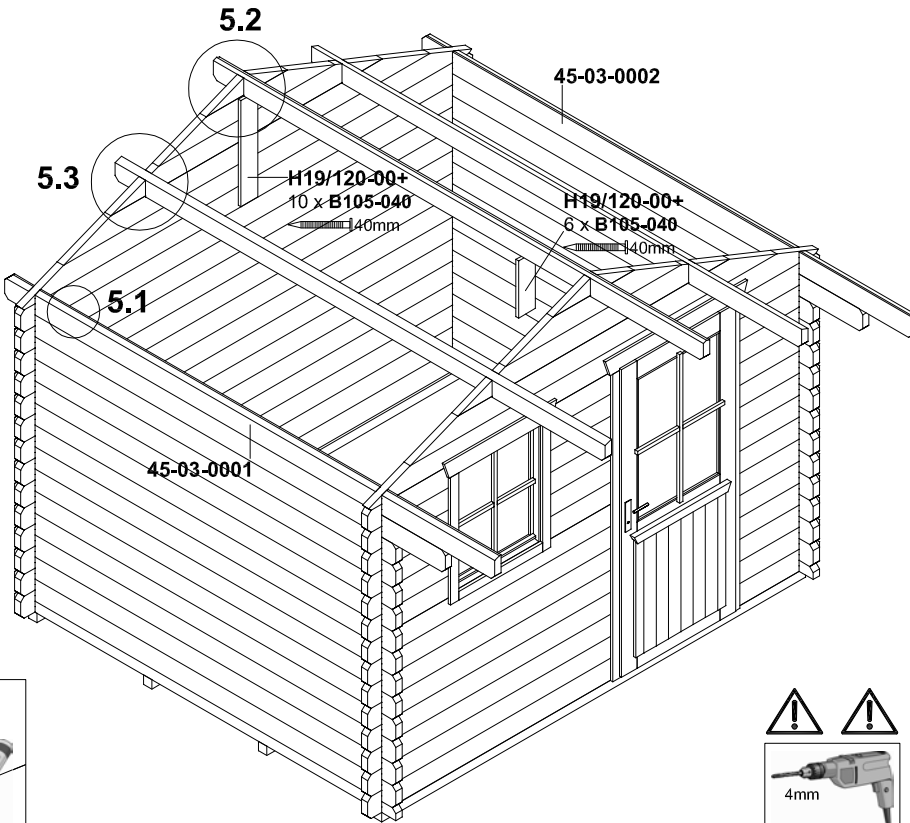 5.2
45-03-0002
5.3
H19/120-00+
10 x B105-040
40mm
H19/120-00+
6 x B105-040
40mm
5.1
45-03-0001
4mm